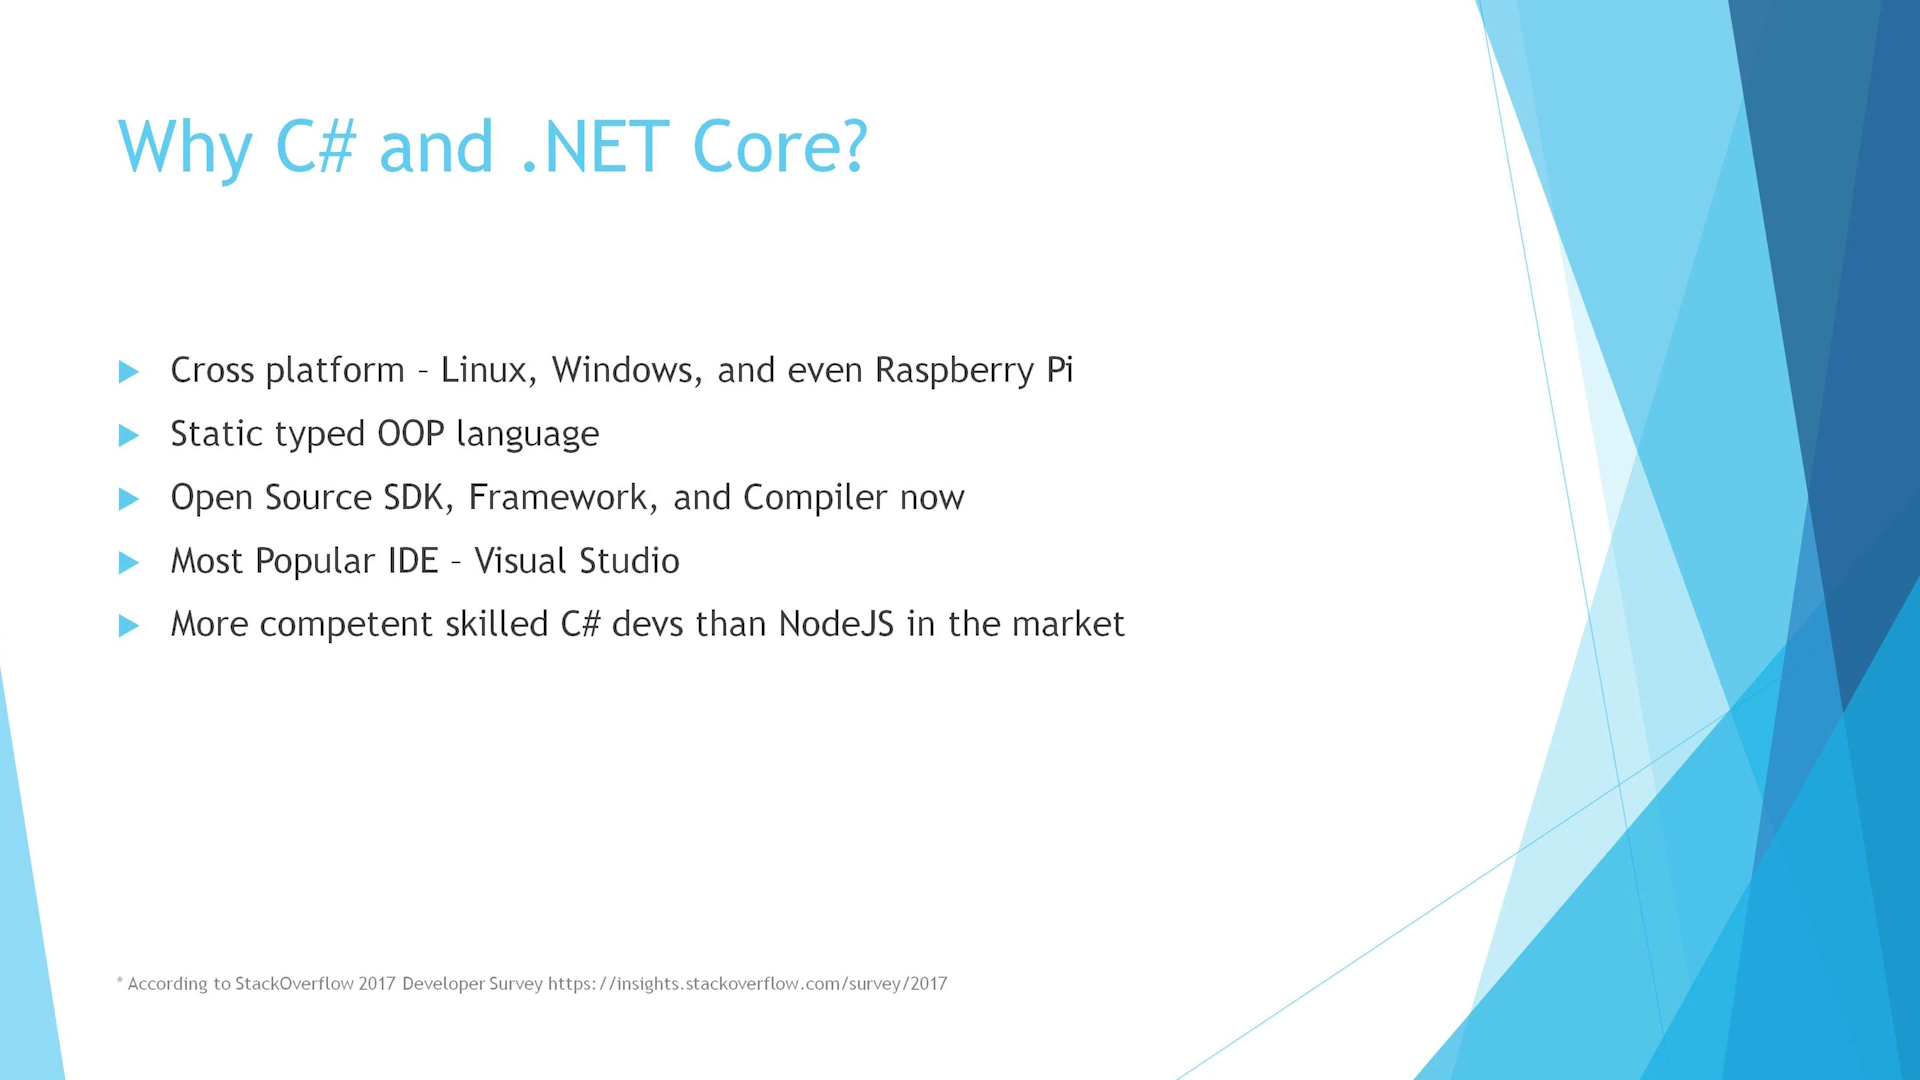 Why C# and .NET Core?
Cross platform – Linux, Windows, and even Raspberry Pi
Static typed OOP language
Open Source SDK, Framework, and Compiler now
Most Popular IDE – Visual Studio
More competent skilled C# devs than NodeJS in the market
* According to StackOverflow 2017 Developer Survey https://insights.stackoverflow.com/survey/2017